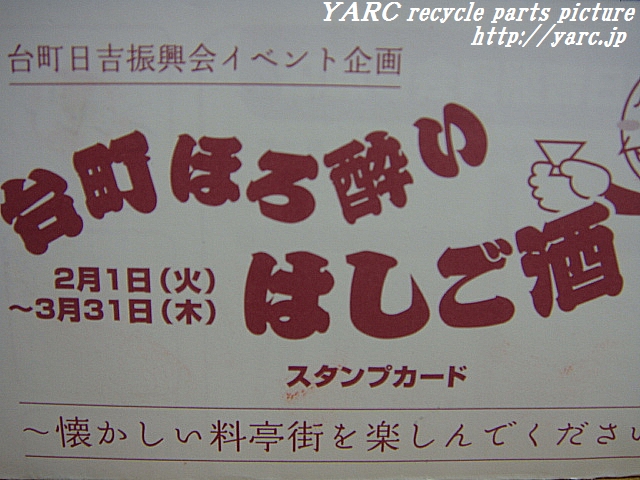 YARC recycle parts picture
http://yarc.jp
台町日吉振興会イベント企画
台町ほろ酔い
はしご酒
2月1日(火)
～3月31日(木)
スタンプカード
～懐かしい料亭街を楽しんでください